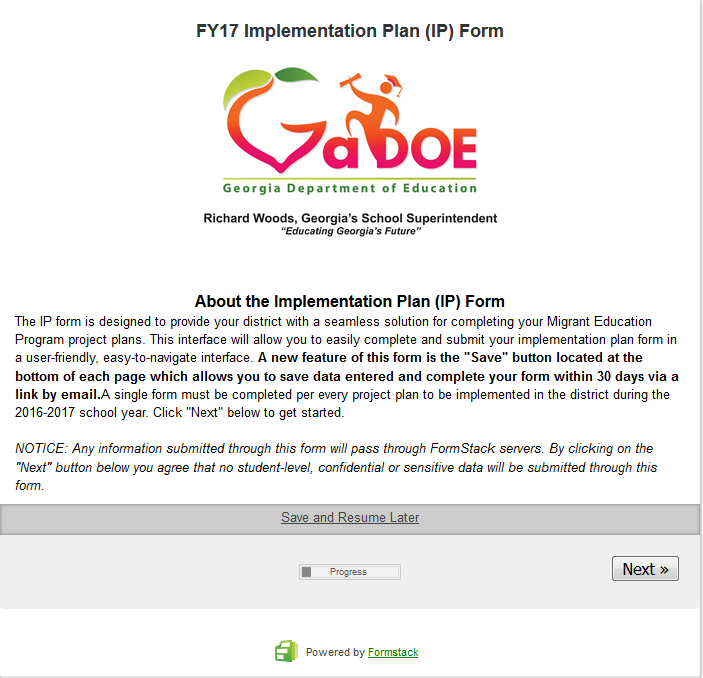 FY17 Implementation Plan (IP) Form
GaDOE
Georgia Department of Education
Richard Woods, Georgia's School Superintendent
"Educating Georgia's Future"
About the Implementation Plan (IP) Form
The IP form is designed to provide your district with a seamless solution for completing your Migrant Education
Program project plans. This interface will allow you to easily complete and submit your implementation plan form in
a user-friendly, easy-to-navigate interface. A new feature of this form is the "Save" button located at the
bottom of each page which allows you to save data entered and complete your form within 30 days via a
link by email.A single form must be completed per every project plan to be implemented in the district during the
2016-2017 school year. Click "Next" below to get started.
NOTICE: Any information submitted through this form will pass through FormStack servers. By clicking on the
"Next" button below you agree that no student-level, confidential or sensitive data will be submitted through this
form.
Save and Resume Later
Progress
Next »
Powered by Formstack